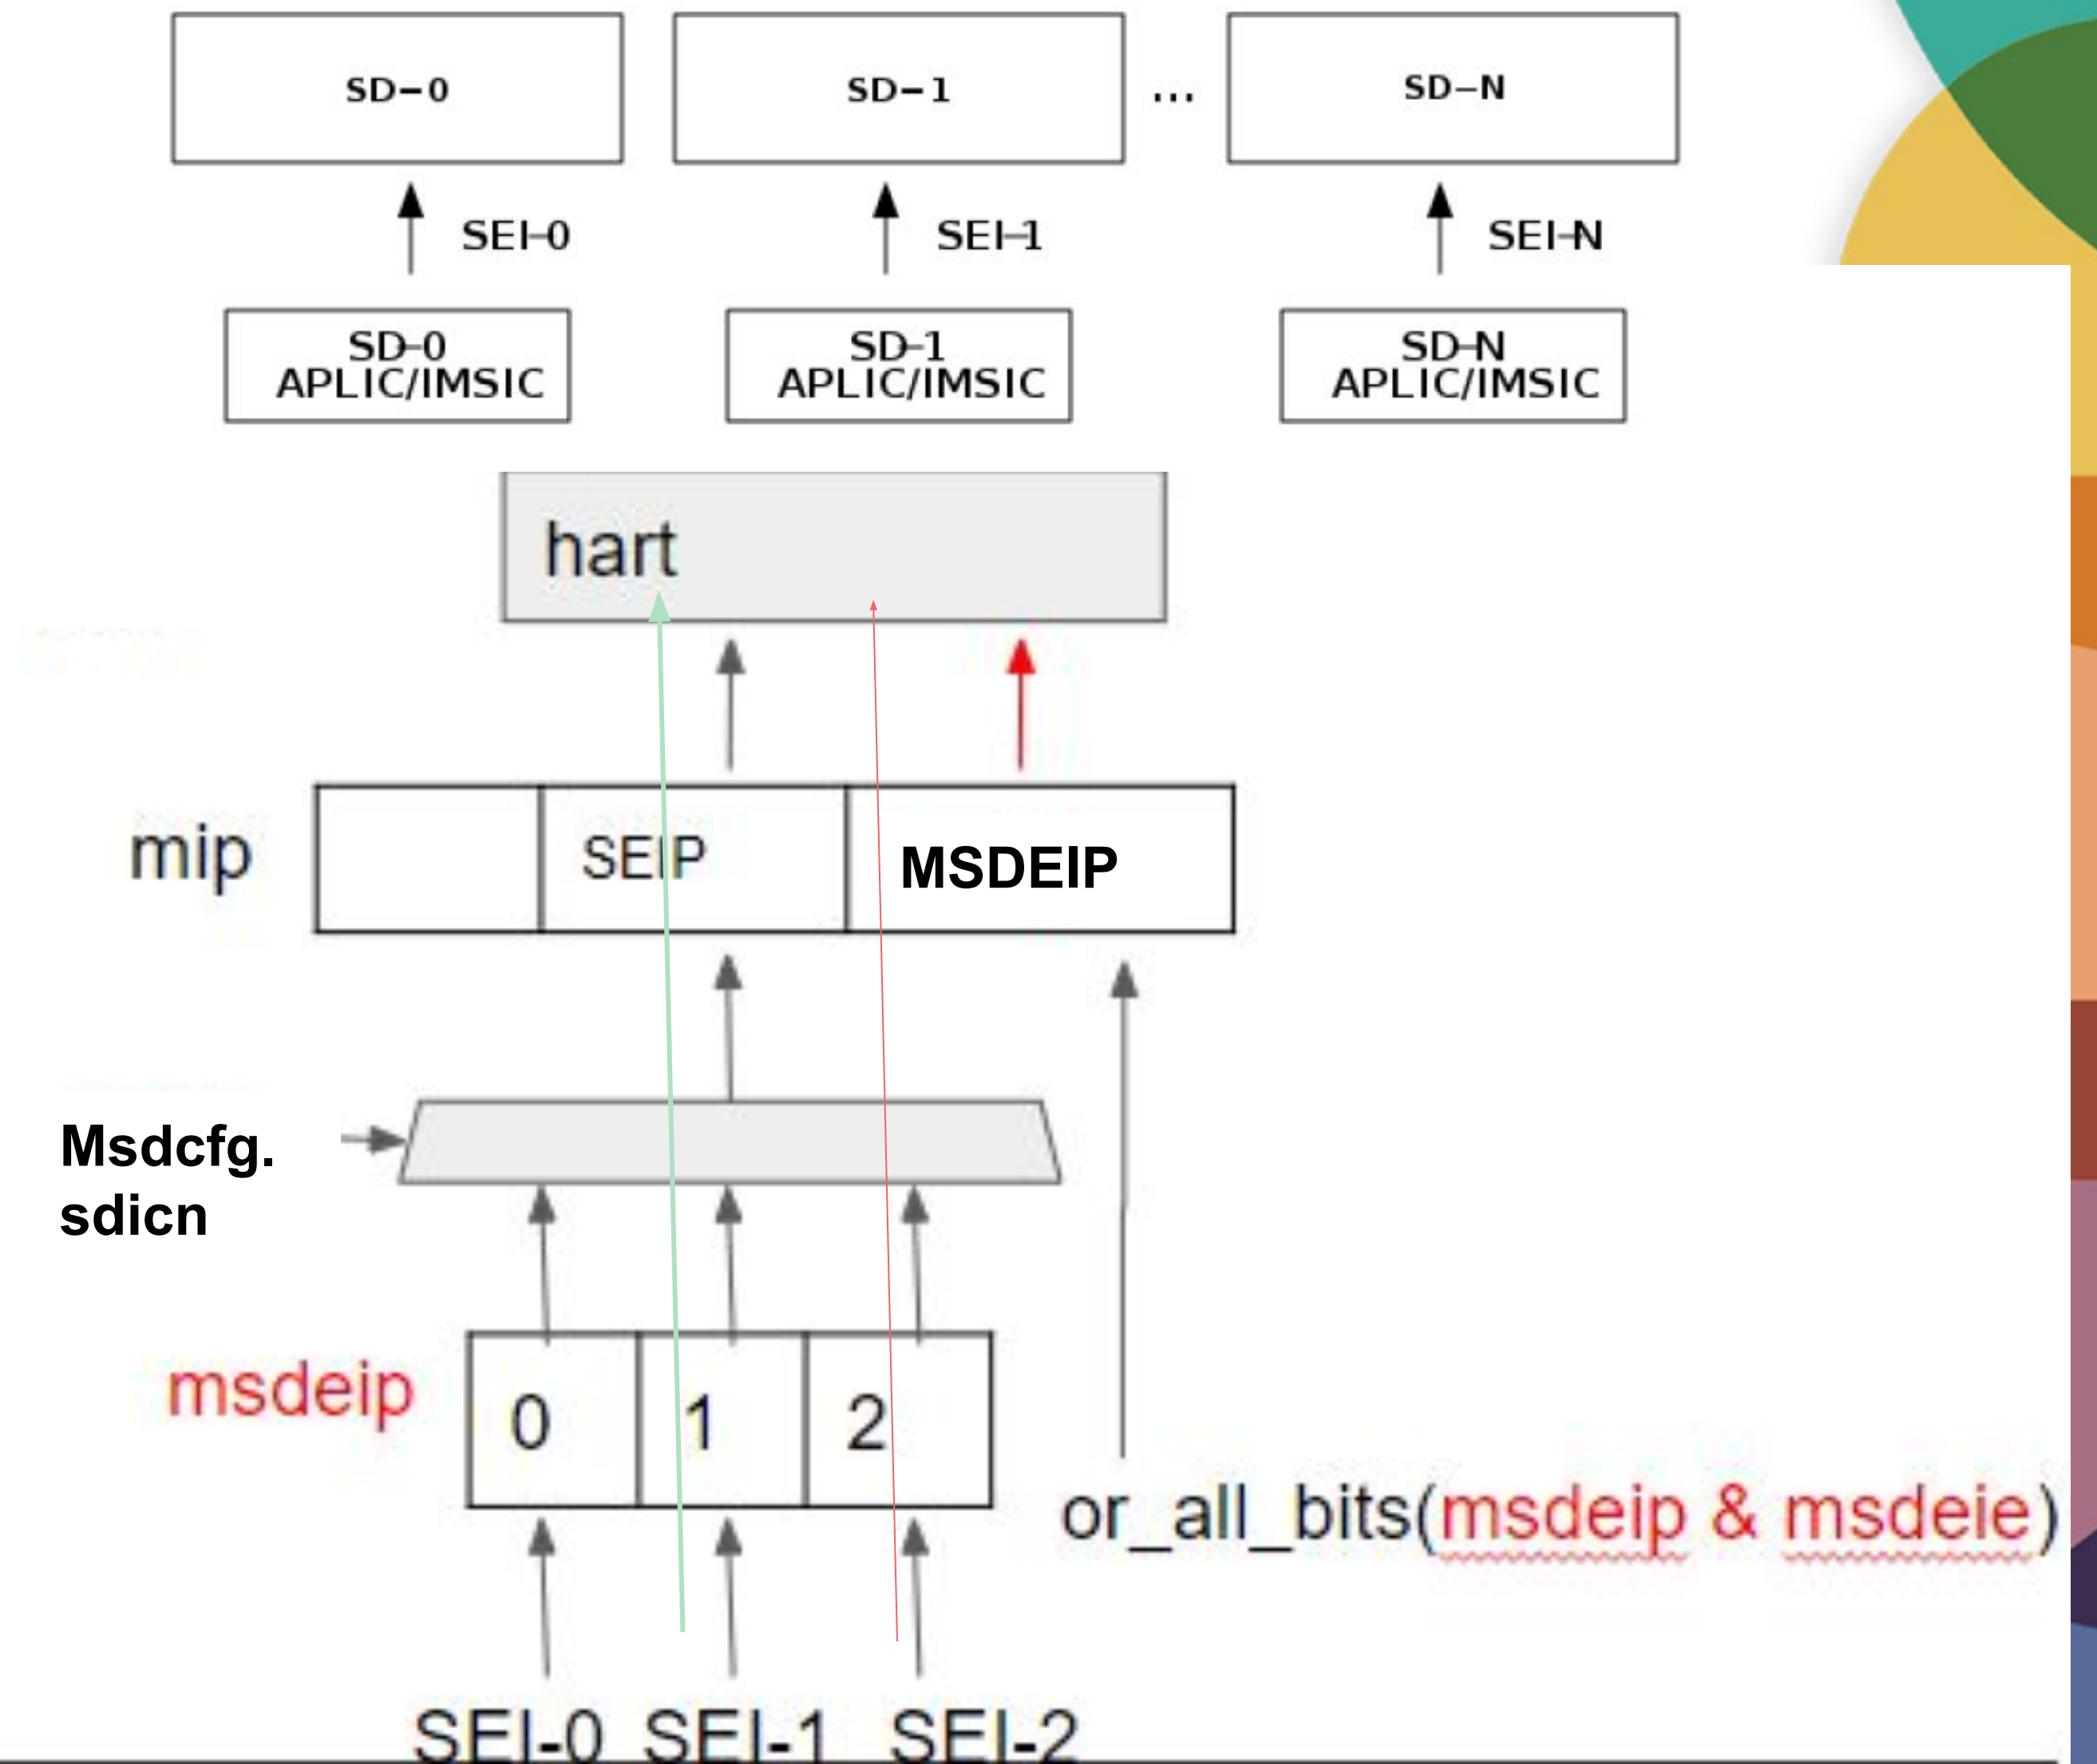 SD-0
SD-1
...
SD-N
SEI-0
SEI-1
SEI-N
SD-0
APLIC/IMSIC
SD-1
APLIC/IMSIC
SD-N
APLIC/IMSIC
hart
mip
SEIP
MSDEIP
Msdcfg.
sdicn
msdeip
0
1
2
or_all_bits(msdeip & msdeie)
SEI-0
SEI-1
SEI-2